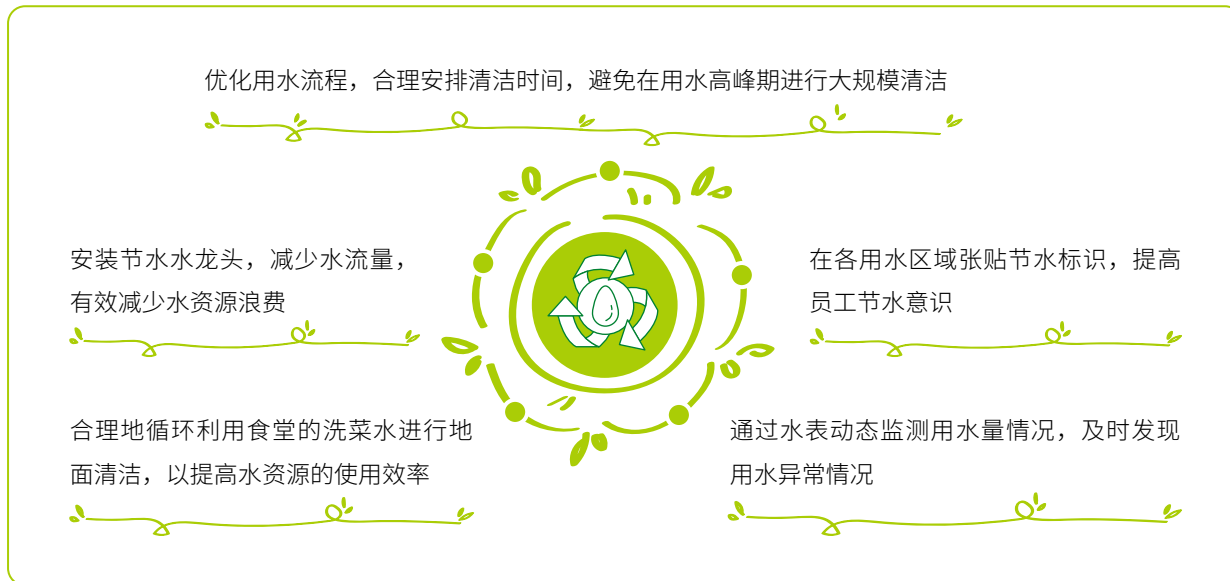 优化用水流程，合理安排清洁时间，避免在用水高峰期进行大规模清洁
安装节水水龙头，减少水流量，
有效减少水资源浪费
在各用水区域张贴节水标识，提高
员工节水意识
合理地循环利用食堂的洗菜水进行地
面清洁，以提高水资源的使用效率
通过水表动态监测用水量情况，及时发现
用水异常情况